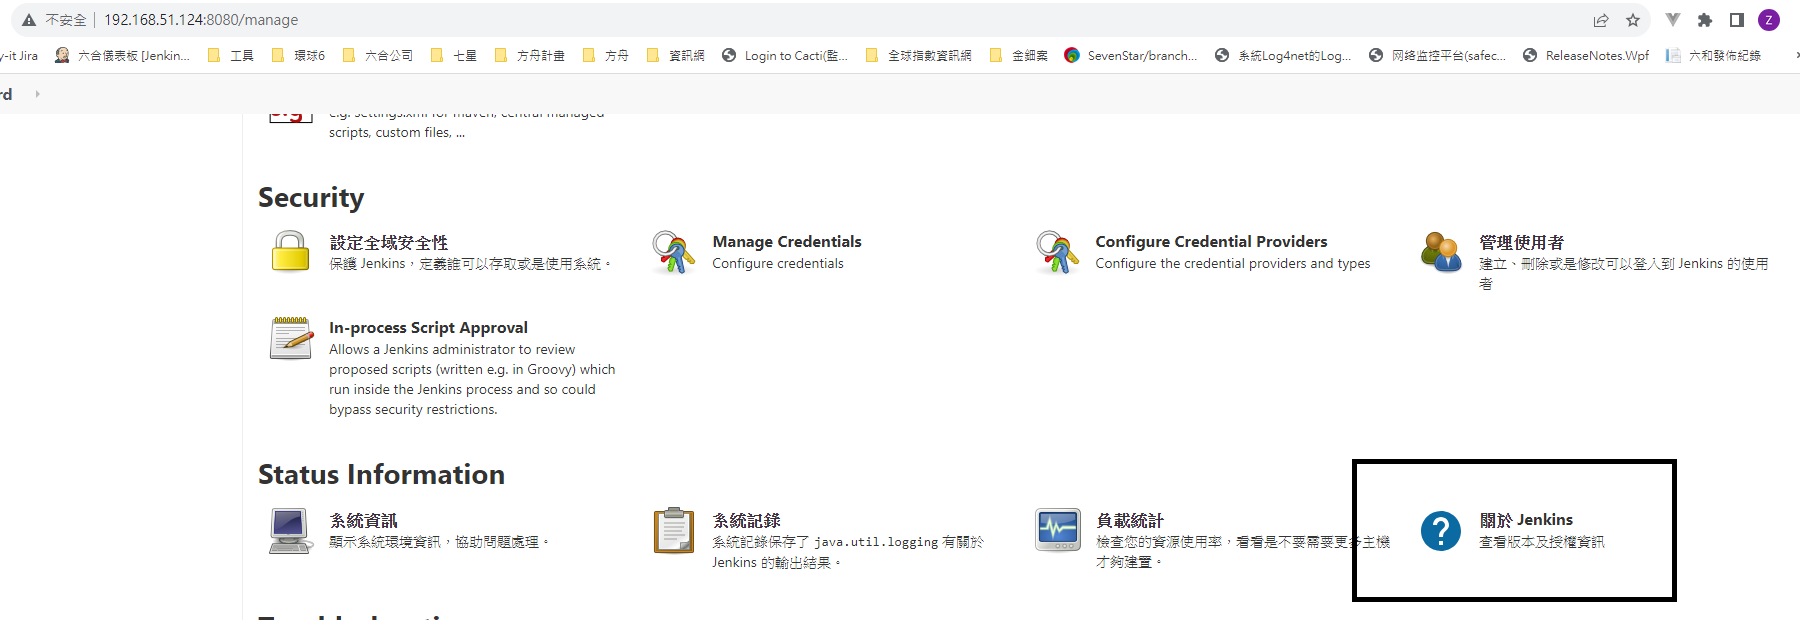 不安全 | 192.168.51.124:8080/manage
y-it Jira 六合儀表板 [Jenkin... 工具 環球6 六合公司 七星 方舟計畫 方舟 資訊網 Login to Cacti(監... 全球指數資訊網 金細案 SevenStar/branch... 系統Log4net的Log... 网络监控平台(safec... ReleaseNotes.Wpf 六和發佈紀錄
rd
e.g. settings.xml for maven, central managed
scripts, custom files, ...
Security
設定全域安全性
保護 Jenkins，定義誰可以存取或是使用系統。
Manage Credentials
Configure credentials
Configure Credential Providers
Configure the credential providers and types
管理使用者
建立、刪除或是修改可以登入到 Jenkins 的使用
者
In-process Script Approval
Allows a Jenkins administrator to review
proposed scripts (written e.g. in Groovy) which
run inside the Jenkins process and so could
bypass security restrictions.
Status Information
系統資訊
顯示系統環境資訊，協助問題處理。
系統記錄
系統記錄保存了 java.util.logging 有關於
Jenkins 的輸出結果。
負載統計
檢查您的資源使用率，看看是不要需要更多主機
才夠建置。
關於 Jenkins
查看版本及授權資訊